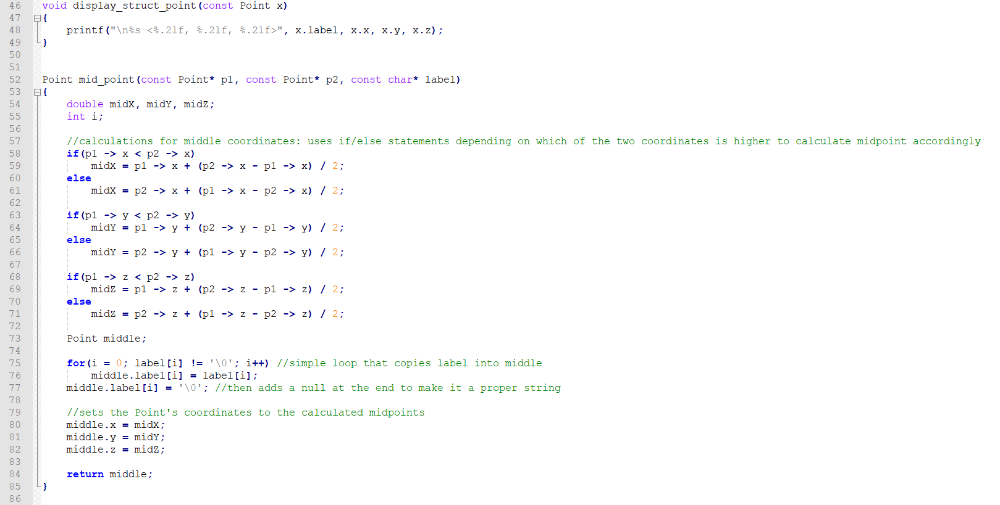 46 void display_struct_point(const Point x)
47 {
48     printf("\n%s <%.2lf, %.2lf, %.2lf>", x.label, x.x, x.y, x.z);
49 }
50
51
52 Point mid_point(const Point* p1, const Point* p2, const char* label)
53 {
54     double midX, midY, midZ;
55     int i;
56
57     //calculations for middle coordinates: uses if/else statements depending on which of the two coordinates is higher to calculate midpoint accordingly
58     if(p1 -> x < p2 -> x)
59         midX = p1 -> x + (p2 -> x - p1 -> x) / 2;
60     else
61         midX = p2 -> x + (p1 -> x - p2 -> x) / 2;
62
63     if(p1 -> y < p2 -> y)
64         midY = p1 -> y + (p2 -> y - p1 -> y) / 2;
65     else
66         midY = p2 -> y + (p1 -> y - p2 -> y) / 2;
67
68     if(p1 -> z < p2 -> z)
69         midZ = p1 -> z + (p2 -> z - p1 -> z) / 2;
70     else
71         midZ = p2 -> z + (p1 -> z - p2 -> z) / 2;
72
73     Point middle;
74
75     for(i = 0; label[i] != '\0'; i++) //simple loop that copies label into middle
76         middle.label[i] = label[i];
77     middle.label[i] = '\0'; //then adds a null at the end to make it a proper string
78
79     //sets the Point's coordinates to the calculated midpoints
80     middle.x = midX;
81     middle.y = midY;
82     middle.z = midZ;
83
84     return middle;
85 }
86